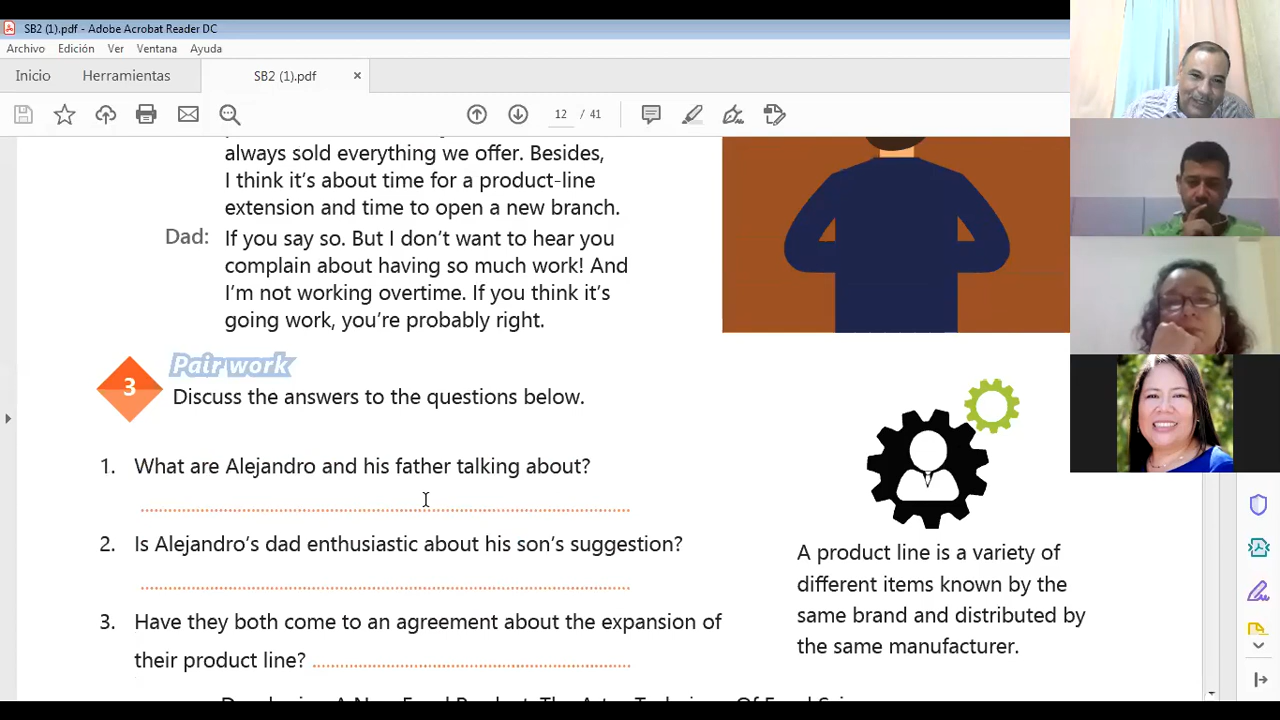 SB2 (1).pdf - Adobe Acrobat Reader DC
Archivo Edición Ver Ventana Ayuda
Inicio Herramientas SB2 (1).pdf ×
12 / 41
always sold everything we offer. Besides,
I think it's about time for a product-line
extension and time to open a new branch.
Dad: If you say so. But I don't want to hear you
complain about having so much work! And
I'm not working overtime. If you think it's
going work, you're probably right.
3
Pair work
Discuss the answers to the questions below.
1. What are Alejandro and his father talking about?
2. Is Alejandro's dad enthusiastic about his son's suggestion?
3. Have they both come to an agreement about the expansion of
their product line?
A product line is a variety of
different items known by the
same brand and distributed by
the same manufacturer.